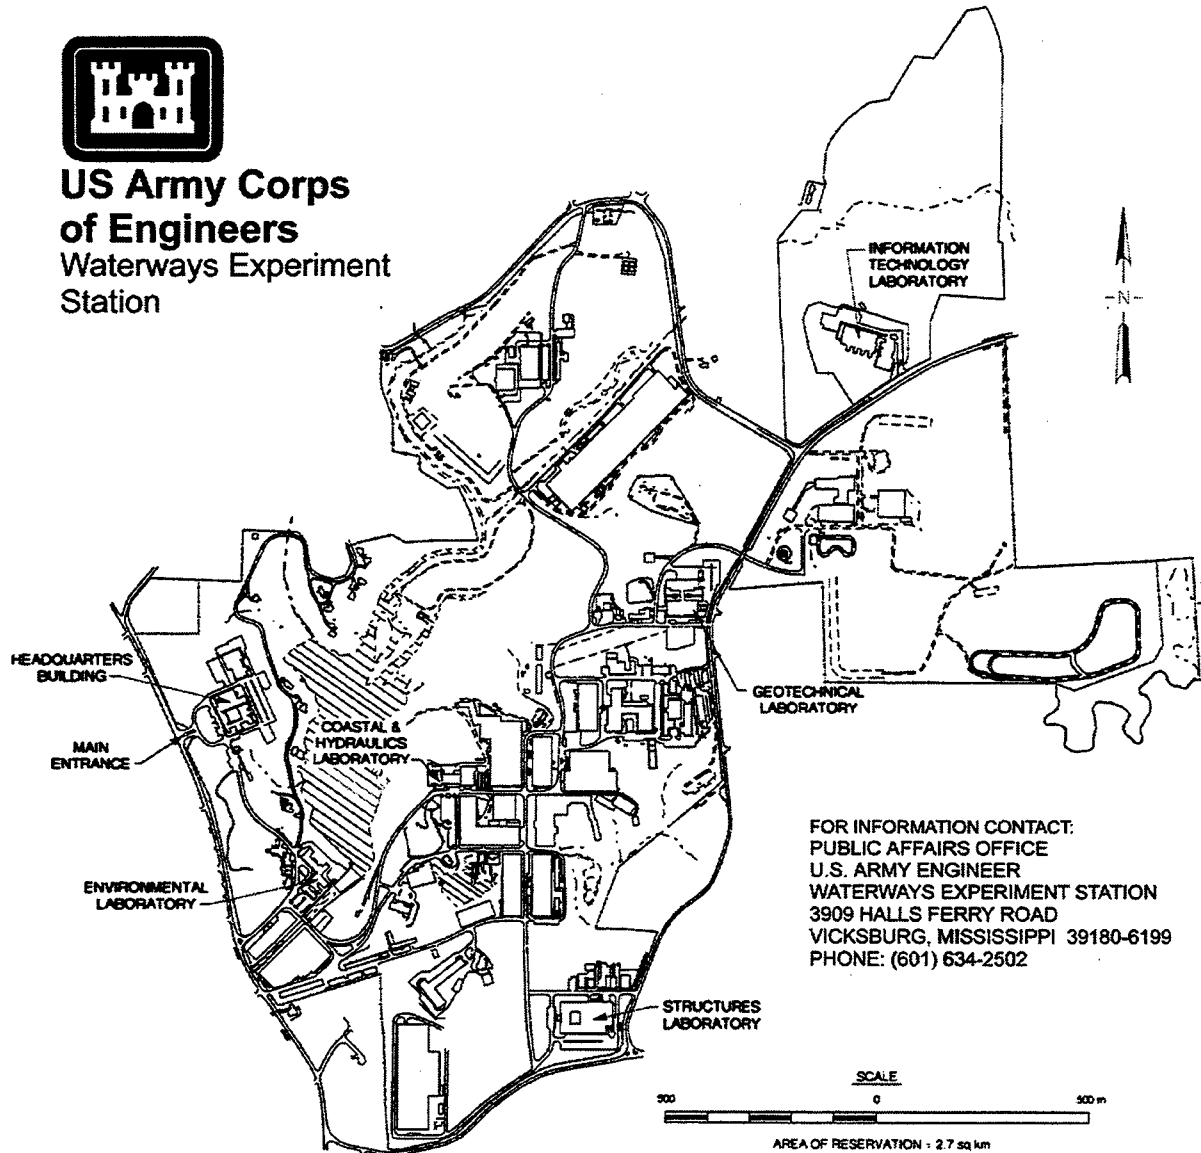 US Army Corps
of Engineers
Waterways Experiment
Station
INFORMATION
TECHNOLOGY
LABORATORY
N
HEADQUARTERS
BUILDING
MAIN
ENTRANCE
COASTAL &
HYDRAULICS
LABORATORY
GEOTECHNICAL
LABORATORY
ENVIRONMENTAL
LABORATORY
STRUCTURES
LABORATORY
FOR INFORMATION CONTACT:
PUBLIC AFFAIRS OFFICE
U.S. ARMY ENGINEER
WATERWAYS EXPERIMENT STATION
3909 HALLS FERRY ROAD
VICKSBURG, MISSISSIPPI 39180-6199
PHONE: (601) 634-2502
SCALE
500 0 500 m
AREA OF RESERVATION = 2.7 sq km